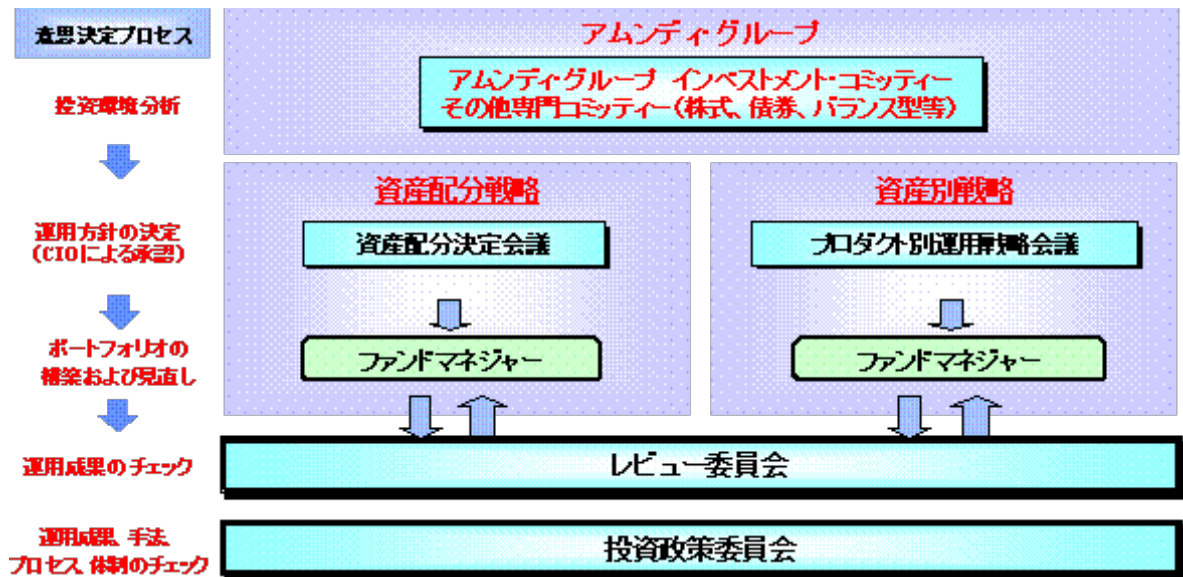 意思決定プロセス
アムンディ・グループ
アムンディ・グループ インベストメント・コミッティー
その他専門コミッティー(株式、債券、バランス型等)
投資環境分析
資産配分戦略
資産別戦略
運用方針の決定
(CIOによる承認)
資産配分決定会議
プロダクト別運用戦略会議
ポートフォリオの
構築および見直し
ファンドマネジャー
ファンドマネジャー
運用成果のチェック
レビュー委員会
運用成果、手法、
プロセス、体制のチェック
投資政策委員会